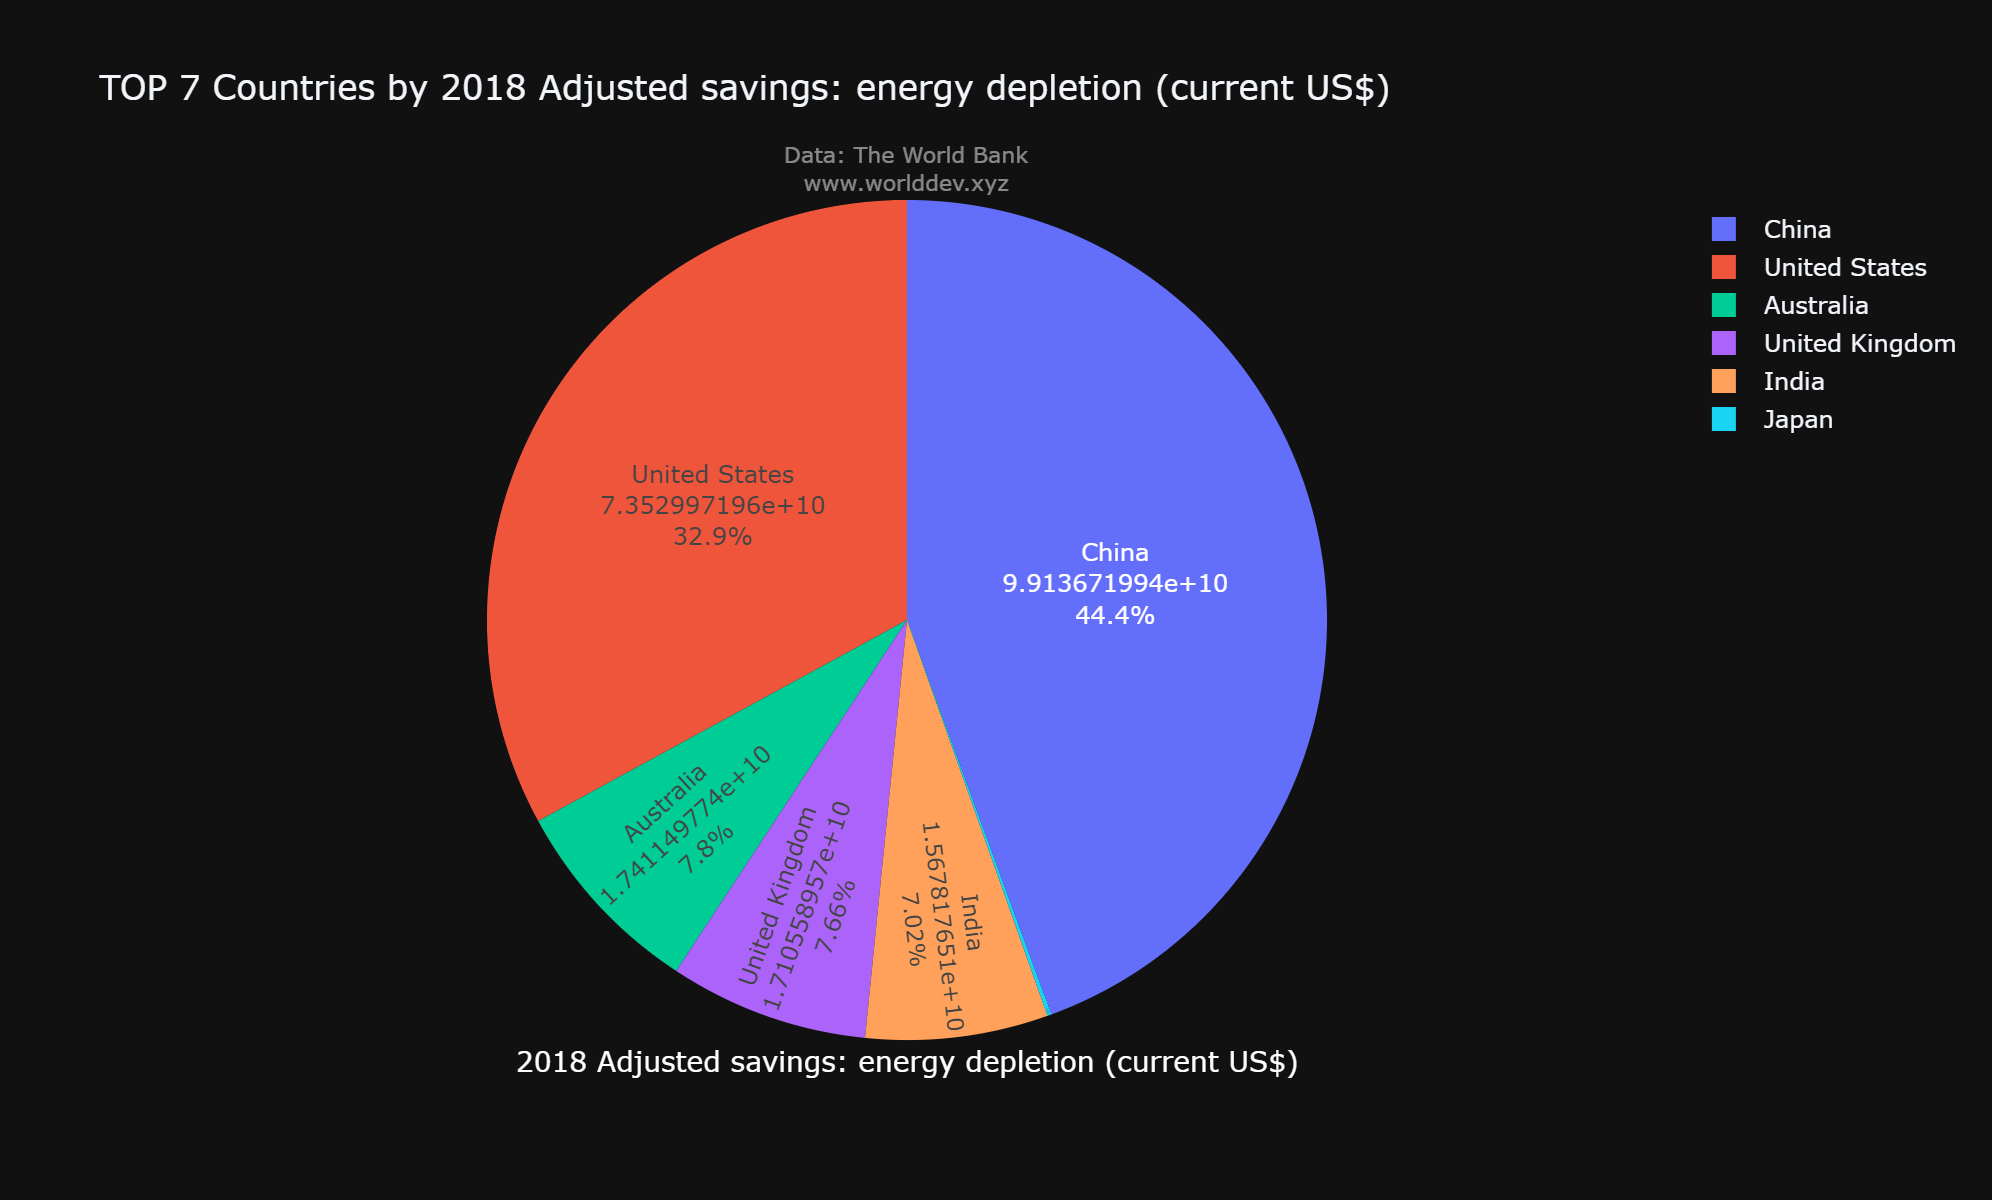 TOP 7 Countries by 2018 Adjusted savings: energy depletion (current US$)
Data: The World Bank
www.worlddev.xyz
China
United States
Australia
United Kingdom
India
Japan
United States
7.352997196e+10
32.9%
China
9.913671994e+10
44.4%
Australia
1.741149774e+10
7.8%
United Kingdom
1.710558957e+10
7.66%
India
1.567817651e+10
7.02%
2018 Adjusted savings: energy depletion (current US$)